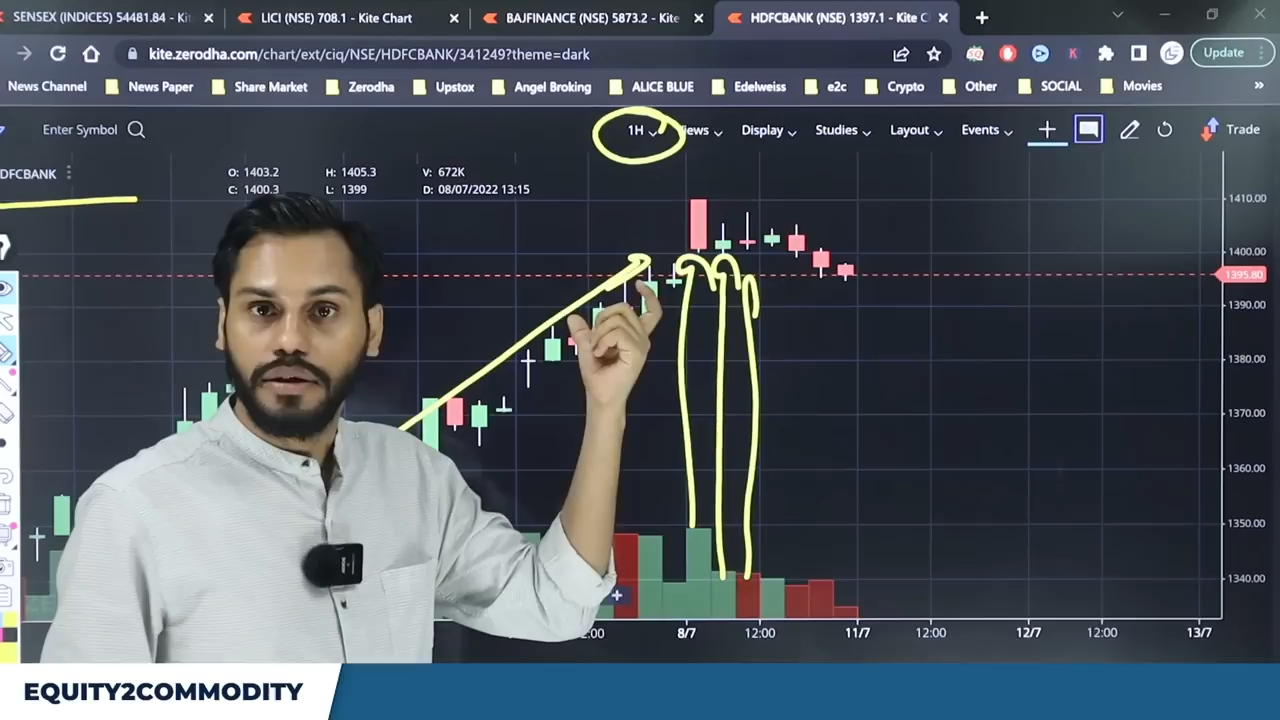 SENSEX (INDICES) 54481.84 - Ki
LICI (NSE) 708.1 - Kite Chart
BAJFINANCE (NSE) 5873.2 - Kite
HDFCBANK (NSE) 1397.1 - Kite C
kite.zerodha.com/chart/ext/ciq/NSE/HDFCBANK/341249?theme=dark
Update
News Channel News Paper Share Market Zerodha Upstox Angel Broking ALICE BLUE Edelweiss e2c Crypto Other SOCIAL Movies »
Enter Symbol 1H iews Display Studies Layout Events Trade
DFCBANK
O: 1403.2 H: 1405.3 V: 672K
C: 1400.3 L: 1399 D: 08/07/2022 13:15
1410.00
1400.00
1395.80
1390.00
1380.00
1370.00
1360.00
1350.00
1340.00
2:00 8/7 12:00 11/7 12:00 12/7 12:00 13/7
EQUITY2COMMODITY